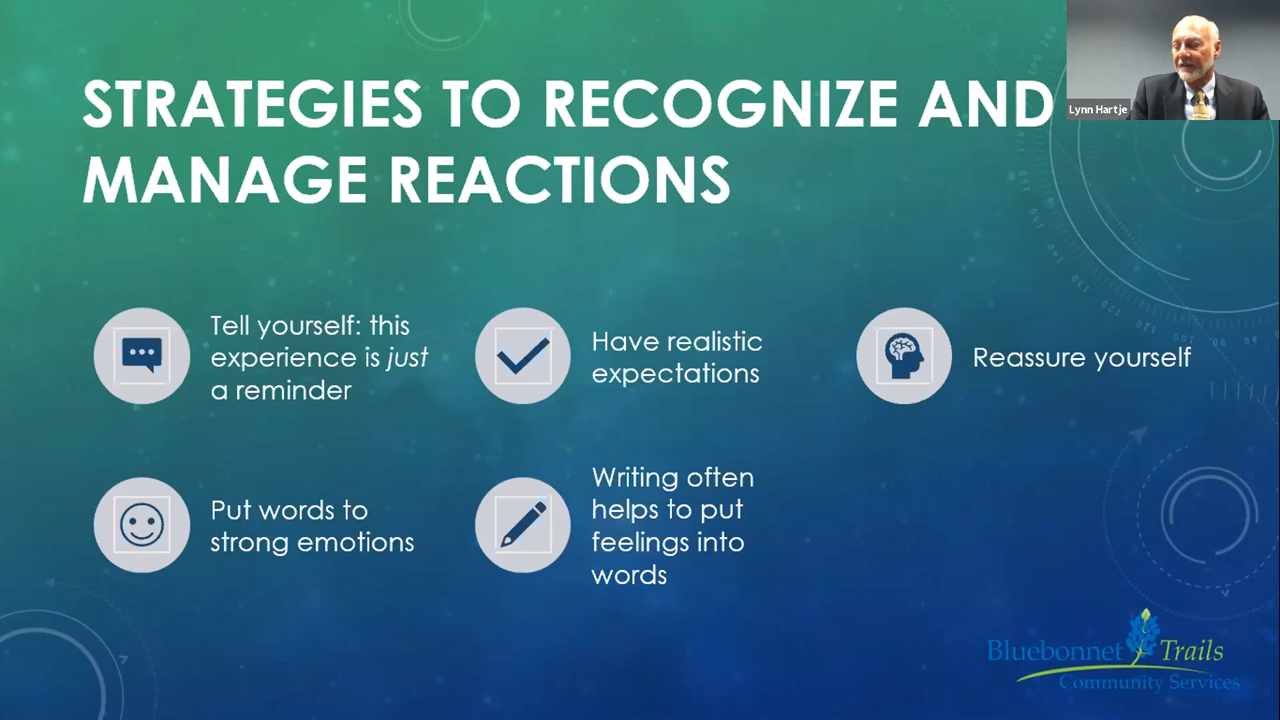 STRATEGIES TO RECOGNIZE AND
MANAGE REACTIONS
Lynn Hartje
Tell yourself: this
experience is just
a reminder
Have realistic
expectations
Reassure yourself
Put words to
strong emotions
Writing often
helps to put
feelings into
words
Bluebonnet Trails
Community Services